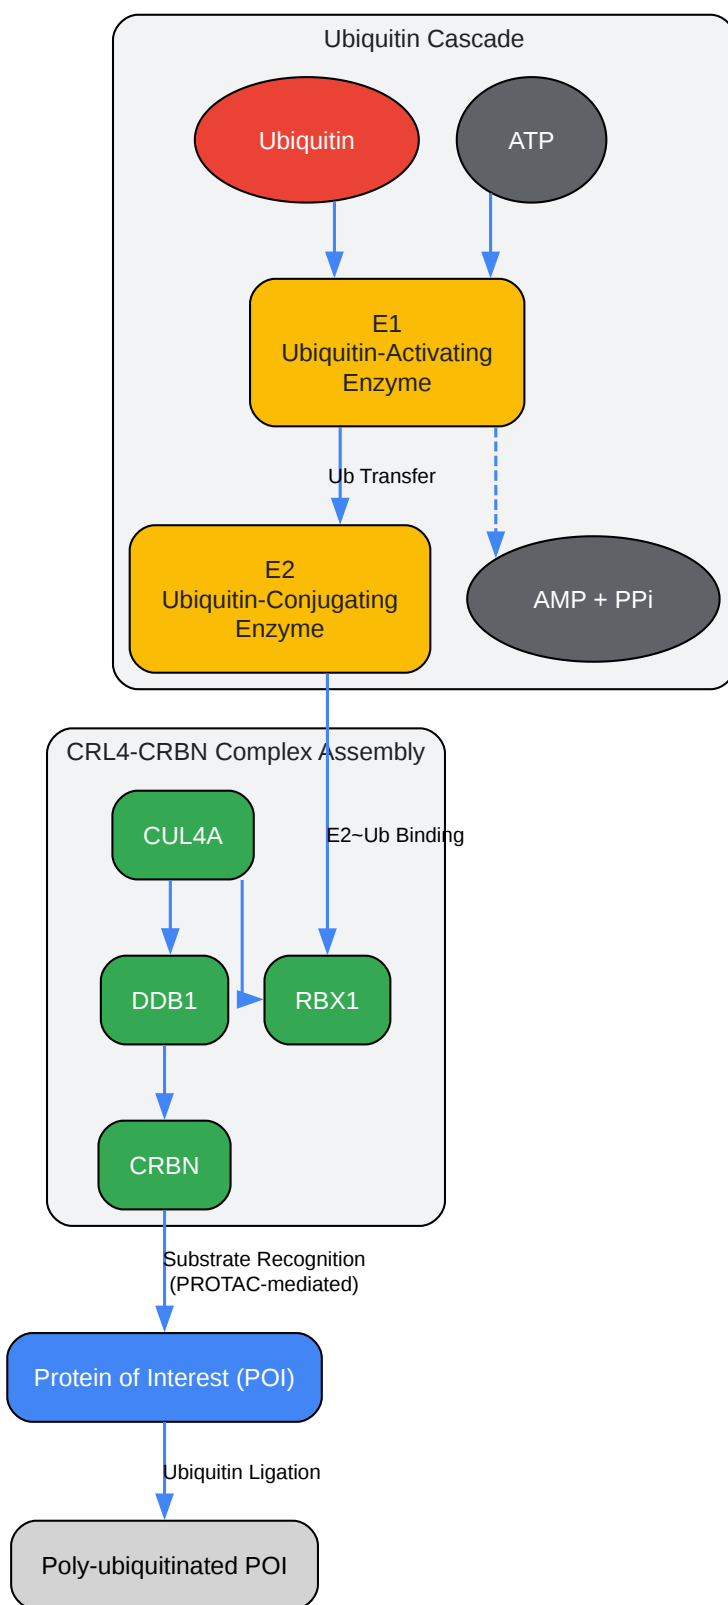 Ubiquitin Cascade
Ubiquitin
ATP
E1
Ubiquitin-Activating
Enzyme
Ub Transfer
E2
Ubiquitin-Conjugating
Enzyme
AMP + PPi
CRL4-CRBN Complex Assembly
CUL4A
E2~Ub Binding
DDB1
RBX1
CRBN
Substrate Recognition
(PROTAC-mediated)
Protein of Interest (POI)
Ubiquitin Ligation
Poly-ubiquitinated POI